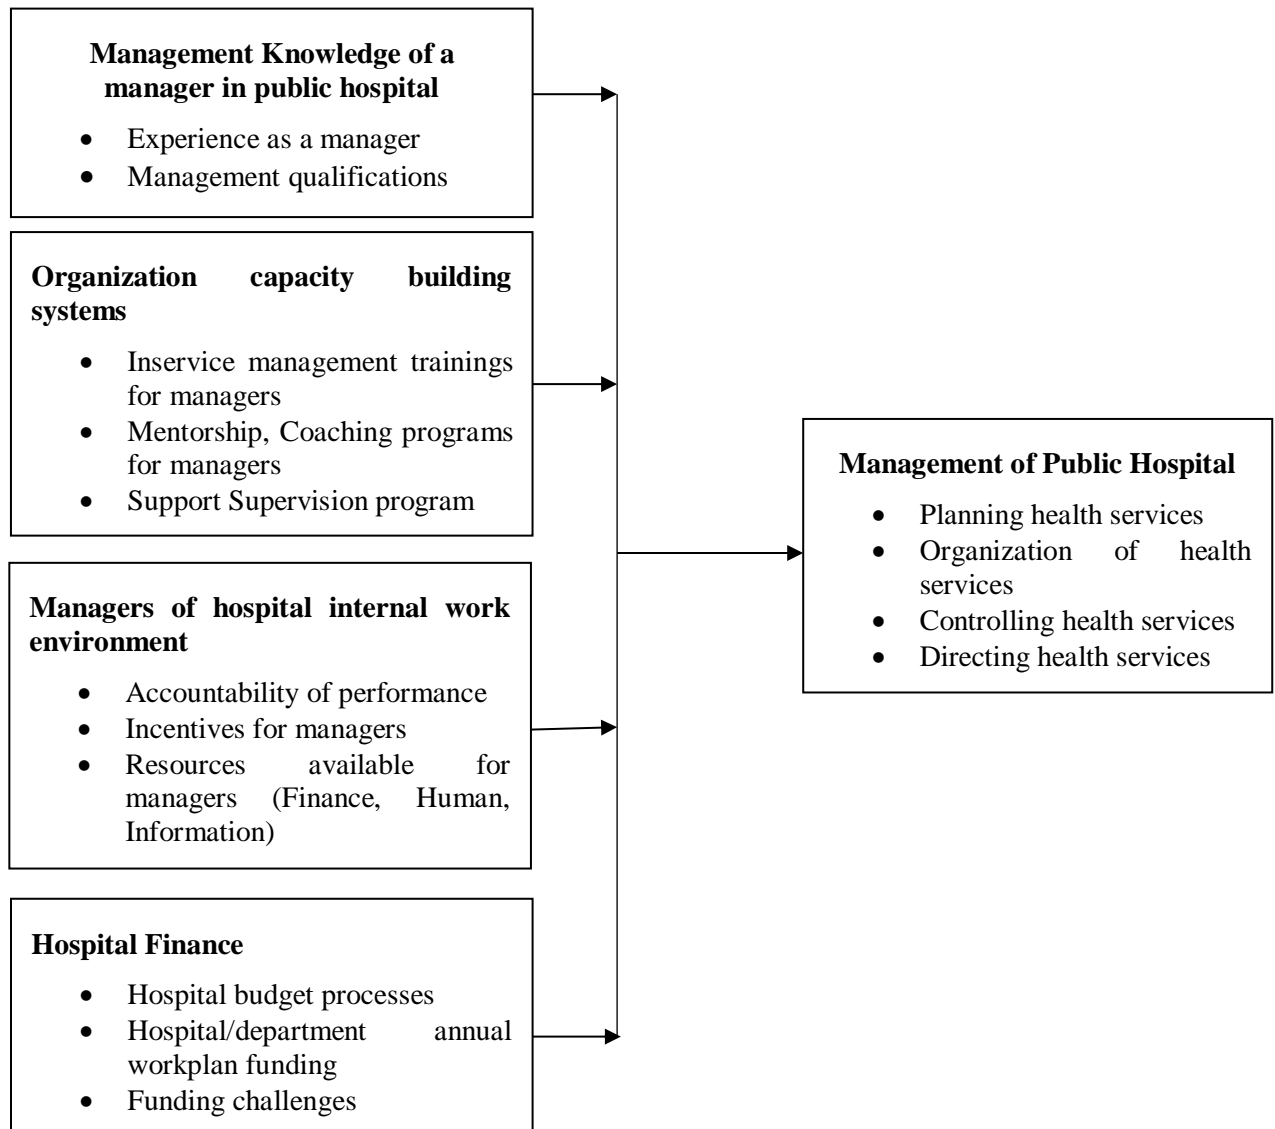 Management Knowledge of a
manager in public hospital
• Experience as a manager
• Management qualifications
Organization capacity building
systems
• Inservice management trainings
for managers
• Mentorship, Coaching programs
for managers
• Support Supervision program
Managers of hospital internal work
environment
• Accountability of performance
• Incentives for managers
• Resources available for
managers (Finance, Human,
Information)
Hospital Finance
• Hospital budget processes
• Hospital/department annual
workplan funding
• Funding challenges
Management of Public Hospital
• Planning health services
• Organization of health
services
• Controlling health services
• Directing health services